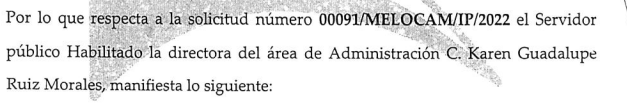 Por lo que respecta a la solicitud número 00091/MELOCAM/IP/2022 el Servidor
público Habilitado la directora del área de Administración C. Karen Guadalupe
Ruiz Morales, manifiesta lo siguiente: